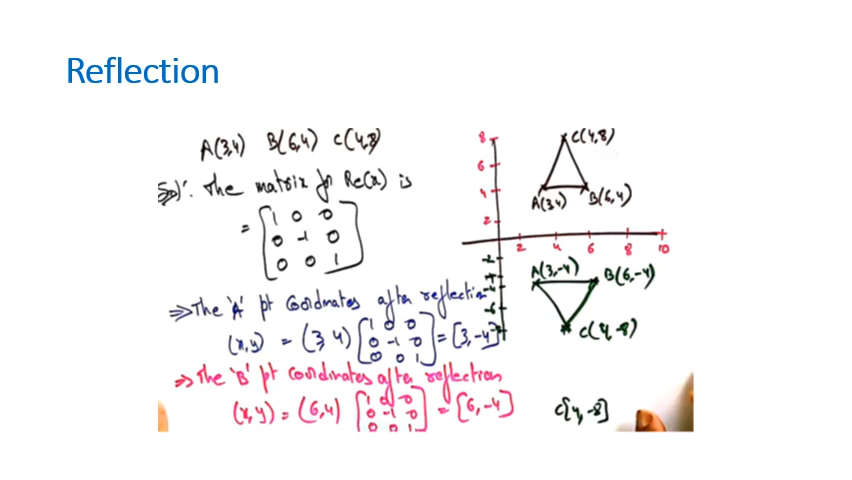 Reflection
A(3,4) B(6,4) C(4,8)
Sol: The matrix for Re(x) is
= [1 0 0
0 -1 0
0 0 1]
⇒ The 'A' pt Coordinates after reflection
(x,y) = (3,4) [1 0 0
0 -1 0
0 0 1] = [3,-4]
⇒ The 'B' pt Coordinates after reflection
(x,y) = (6,4) [1 0 0
0 -1 0
0 0 1] = [6,-4]
C[4,-8]
8
C(4,8)
6
4
A(3,4) B(6,4)
2
2 4 6 8 10
-2
A(3,-4) B(6,-4)
-4
-6
C(4,-8)